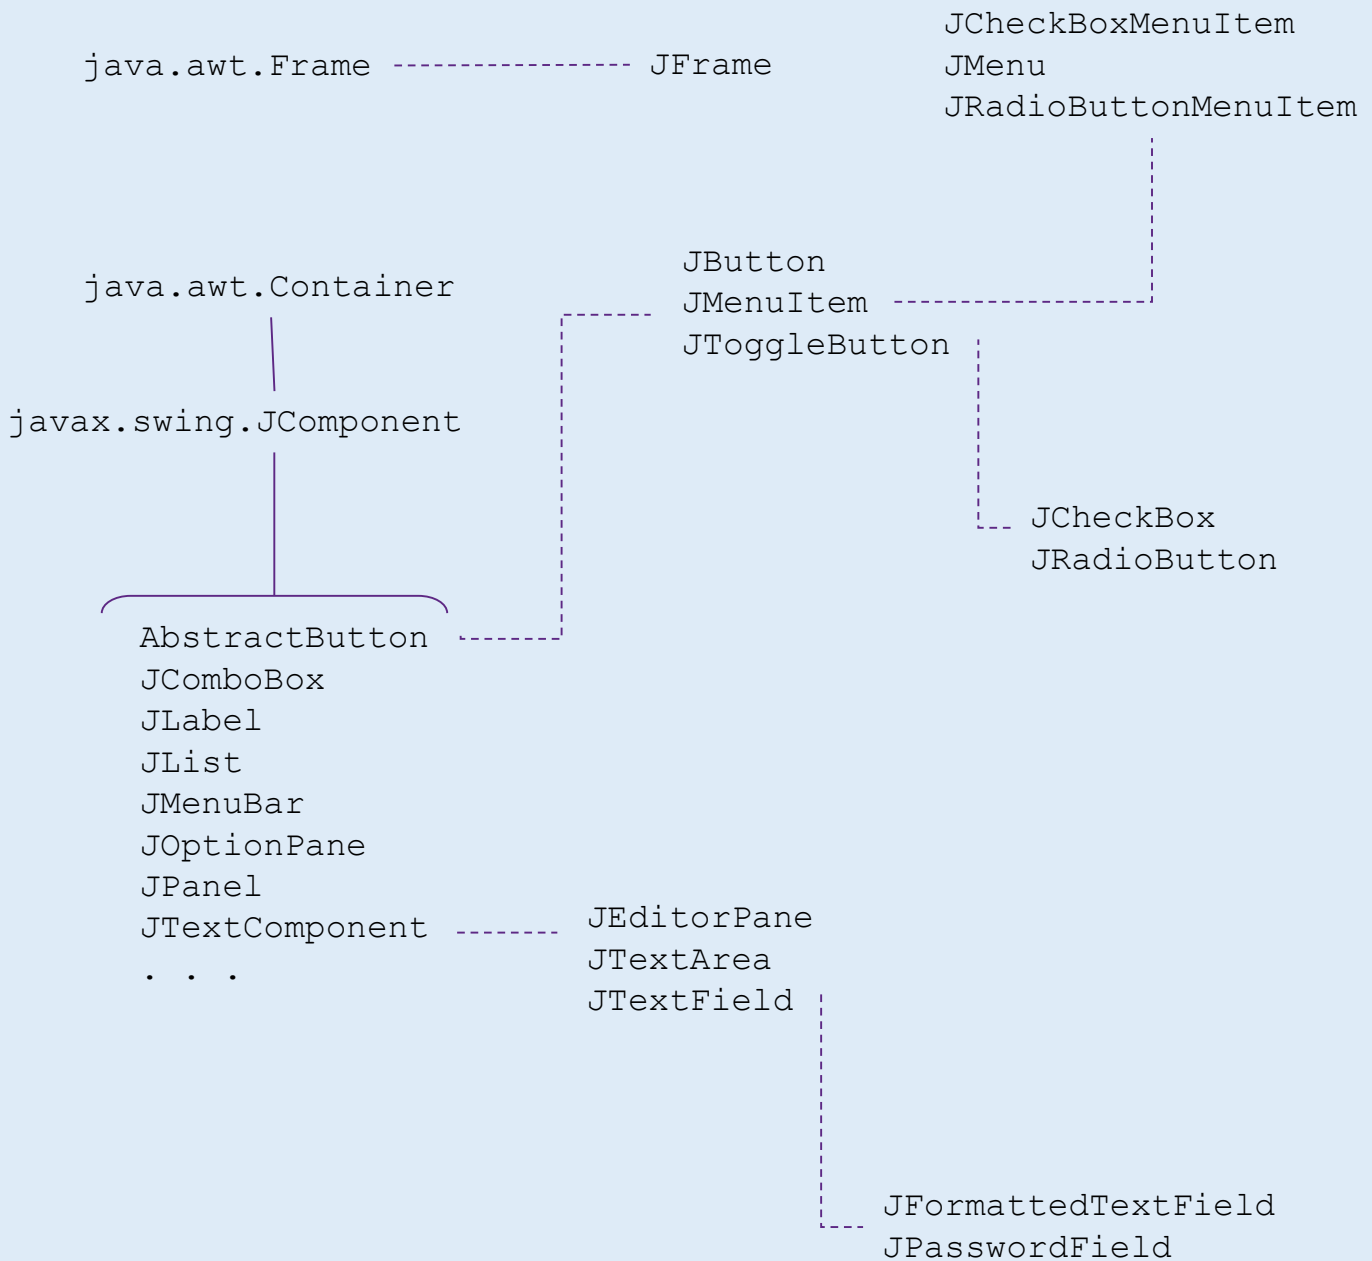 java.awt.Frame
JFrame
JCheckBoxMenuItem
JMenu
JRadioButtonMenuItem
java.awt.Container
JButton
JMenuItem
JToggleButton
javax.swing.JComponent
JCheckBox
JRadioButton
AbstractButton
JComboBox
JLabel
JList
JMenuBar
JOptionPane
JPanel
JTextComponent
. . .
JEditorPane
JTextArea
JTextField
JFormattedTextField
JPasswordField